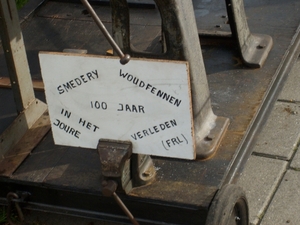 SMEDERY WOUDFENNEN
100 JAAR
IN HET VERLEDEN
JOURE (FRL)